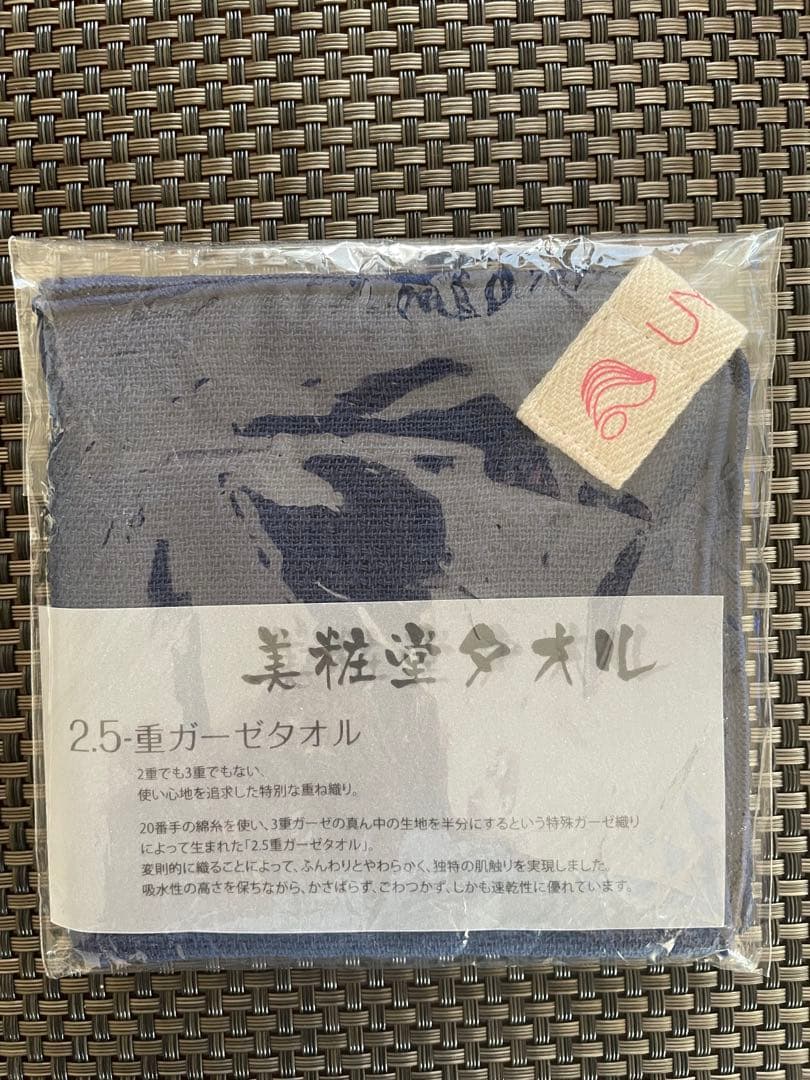 美粧堂タオル
2.5-重ガーゼタオル
2重でも3重でもない、
使い心地を追求した特別な重ね織り。
20番手の綿糸を使い、3重ガーゼの真ん中の生地を半分にするという特殊ガーゼ織り
によって生まれた「2.5重ガーゼタオル」。
変則的に織ることによって、ふんわりとやわらかく、独特の肌触りを実現しました。
吸水性の高さを保ちながら、かさばらず、ごわつかず、しかも速乾性に優れています。